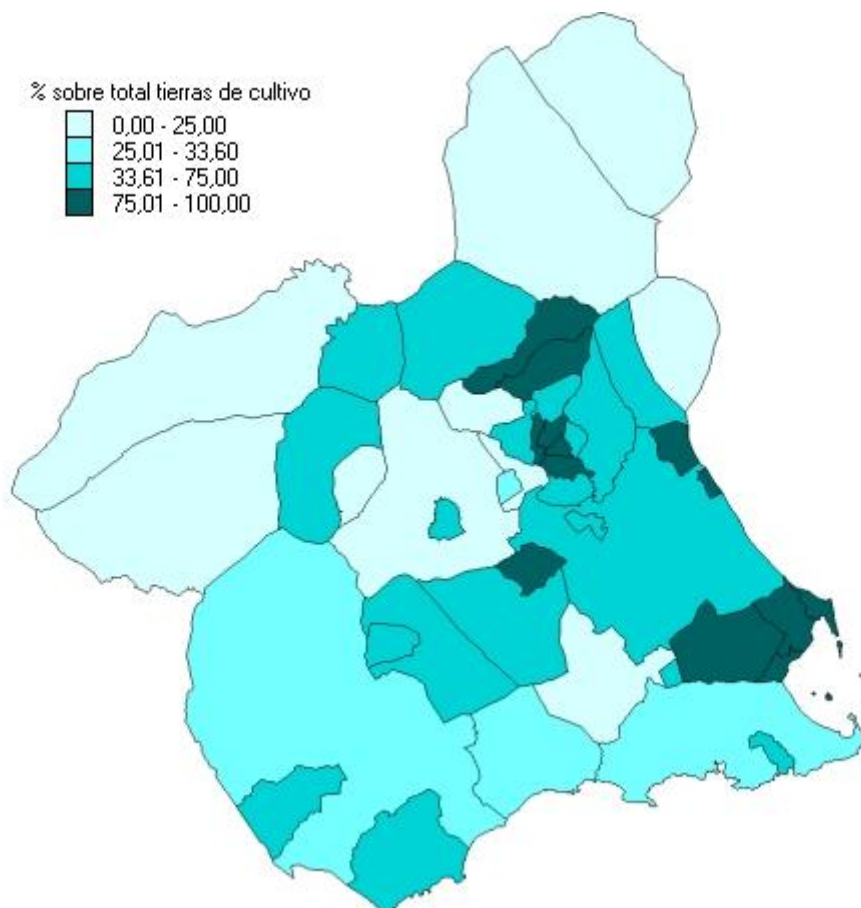 % sobre total tierras de cultivo
0,00 - 25,00
25,01 - 33,60
33,61 - 75,00
75,01 - 100,00